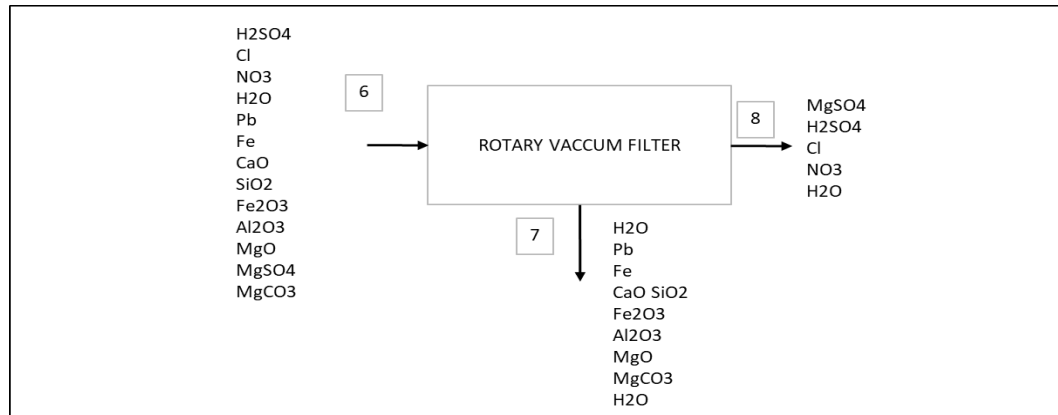 H2SO4
Cl
NO3
H2O
Pb
Fe
CaO
SiO2
Fe2O3
Al2O3
MgO
MgSO4
MgCO3
6
ROTARY VACCUM FILTER
8
MgSO4
H2SO4
Cl
NO3
H2O
7
H2O
Pb
Fe
CaO SiO2
Fe2O3
Al2O3
MgO
MgCO3
H2O